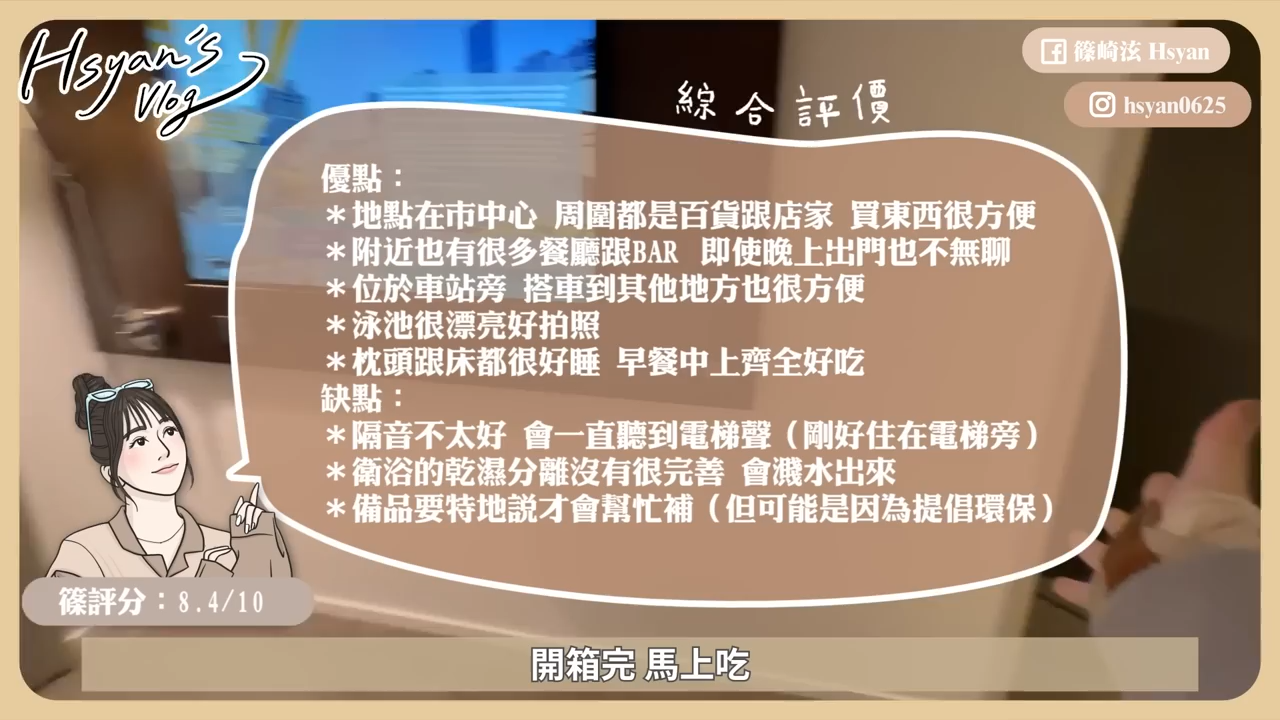 Hsyan's
Vlog
篠崎泫 Hsyan
hsyan0625
綜合評價
優點：
＊地點在市中心 周圍都是百貨跟店家 買東西很方便
＊附近也有很多餐廳跟BAR 即使晚上出門也不無聊
＊位於車站旁 搭車到其他地方也很方便
＊泳池很漂亮好拍照
＊枕頭跟床都很好睡 早餐中上齊全好吃
缺點：
＊隔音不太好 會一直聽到電梯聲（剛好住在電梯旁）
＊衛浴的乾濕分離沒有很完善 會濺水出來
＊備品要特地說才會幫忙補（但可能是因為提倡環保）
篠評分：8.4/10
開箱完 馬上吃